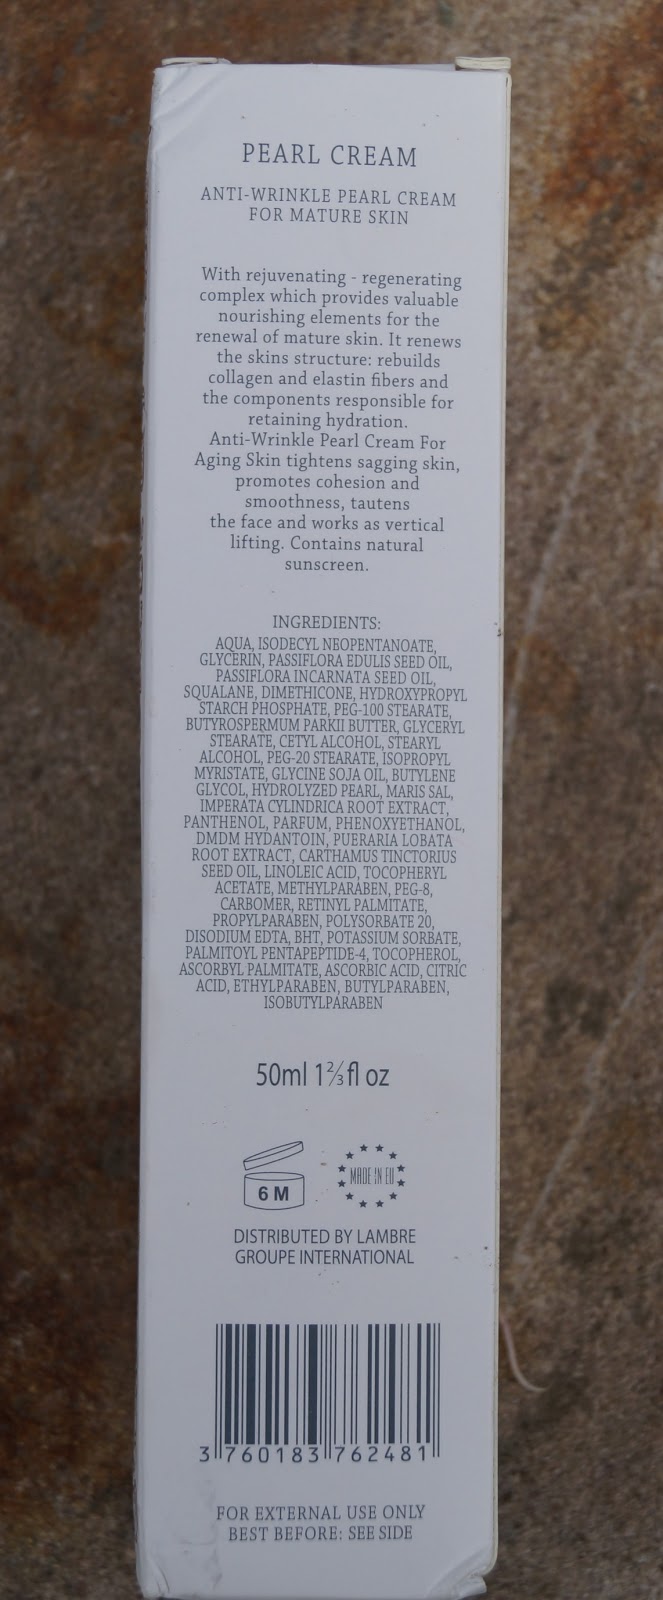 PEARL CREAM
ANTI-WRINKLE PEARL CREAM
FOR MATURE SKIN
With rejuvenating - regenerating
complex which provides valuable
nourishing elements for the
renewal of mature skin. It renews
the skins structure: rebuilds
collagen and elastin fibers and
the components responsible for
retaining hydration.
Anti-Wrinkle Pearl Cream For
Aging Skin tightens sagging skin,
promotes cohesion and
smoothness, tautens
the face and works as vertical
lifting. Contains natural
sunscreen.
INGREDIENTS:
AQUA, ISODECYL NEOPENTANOATE,
GLYCERIN, PASSIFLORA EDULIS SEED OIL,
PASSIFLORA INCARNATA SEED OIL,
SQUALANE, DIMETHICONE, HYDROXYPROPYL
STARCH PHOSPHATE, PEG-100 STEARATE,
BUTYROSPERMUM PARKII BUTTER, GLYCERYL
STEARATE, CETYL ALCOHOL, STEARYL
ALCOHOL, PEG-20 STEARATE, ISOPROPYL
MYRISTATE, GLYCINE SOJA OIL, BUTYLENE
GLYCOL, HYDROLYZED PEARL, MARIS SAL,
IMPERATA CYLINDRICA ROOT EXTRACT,
PANTHENOL, PARFUM, PHENOXYETHANOL,
DMDM HYDANTOIN, PUERARIA LOBATA
ROOT EXTRACT, CARTHAMUS TINCTORIUS
SEED OIL, LINOLEIC ACID, TOCOPHERYL
ACETATE, METHYLPARABEN, PEG-8,
CARBOMER, RETINYL PALMITATE,
PROPYLPARABEN, POLYSORBATE 20,
DISODIUM EDTA, BHT, POTASSIUM SORBATE,
PALMITOYL PENTAPEPTIDE-4, TOCOPHEROL,
ASCORBYL PALMITATE, ASCORBIC ACID, CITRIC
ACID, ETHYLPARABEN, BUTYLPARABEN,
ISOBUTYLPARABEN
50ml 1⅔fl oz
6 M
MADE IN EU
DISTRIBUTED BY LAMBRE
GROUPE INTERNATIONAL
3 760183 762481
FOR EXTERNAL USE ONLY
BEST BEFORE: SEE SIDE